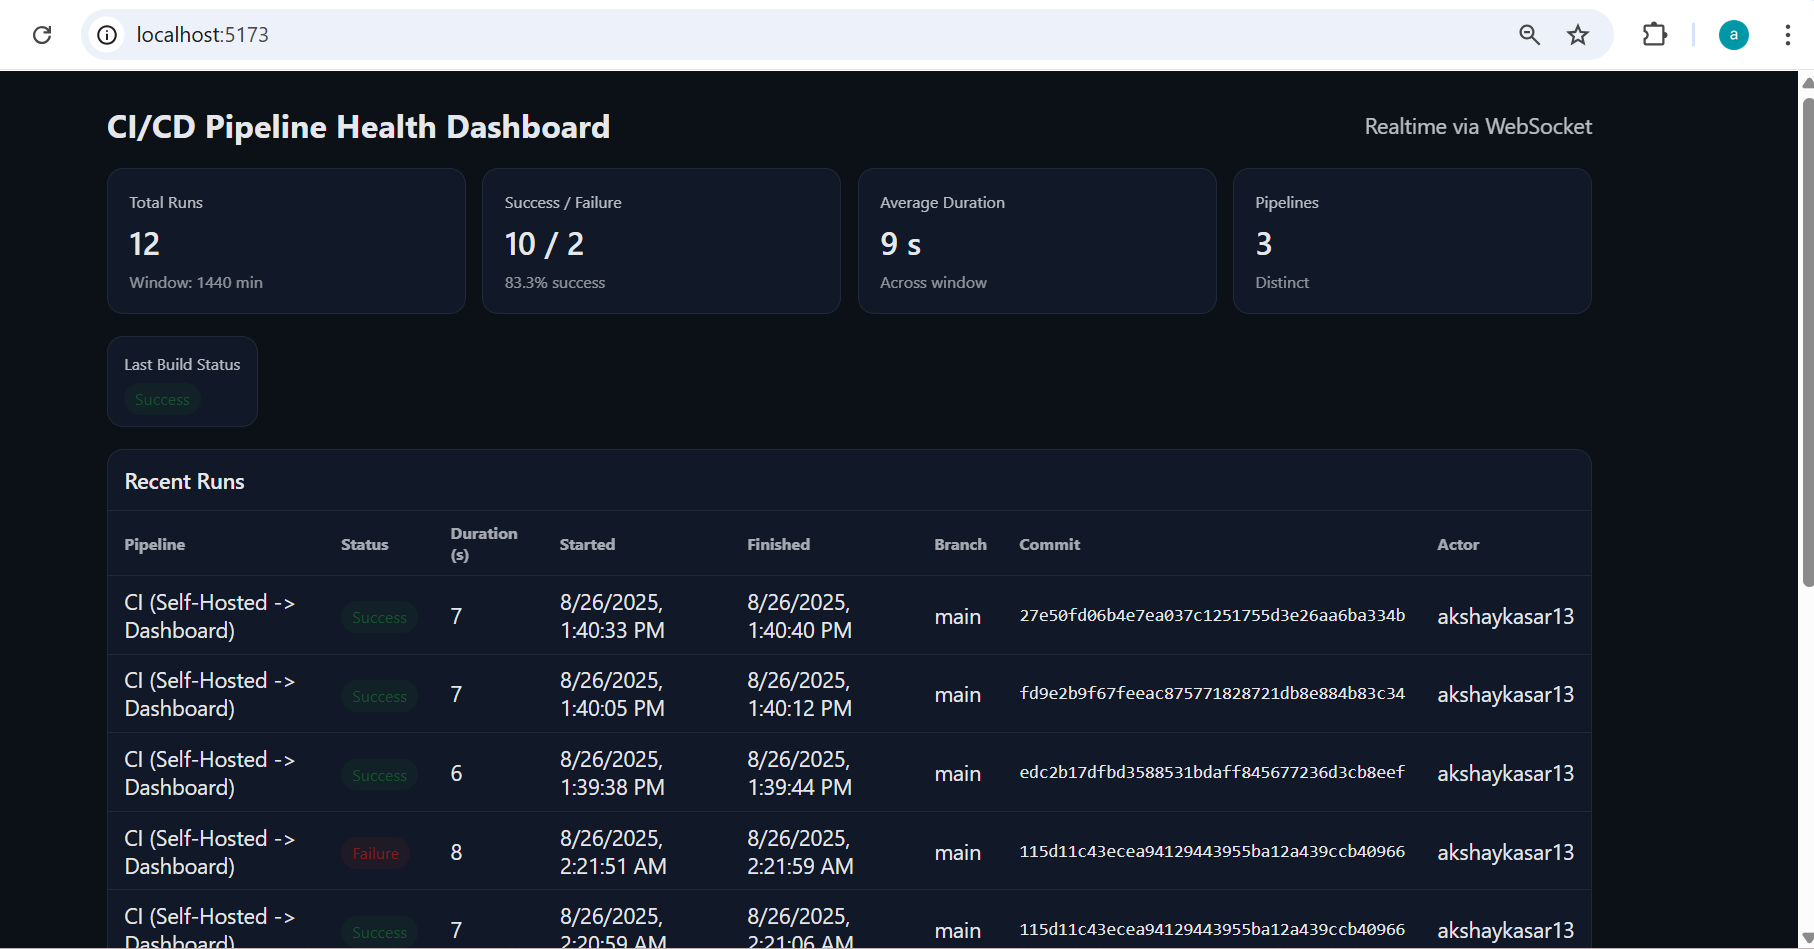 localhost:5173
a
CI/CD Pipeline Health Dashboard
Realtime via WebSocket
Total Runs
12
Window: 1440 min
Success / Failure
10 / 2
83.3% success
Average Duration
9 s
Across window
Pipelines
3
Distinct
Last Build Status
Success
Recent Runs
Pipeline Status Duration (s) Started Finished Branch Commit Actor
CI (Self-Hosted -> Dashboard) Success 7 8/26/2025, 1:40:33 PM 8/26/2025, 1:40:40 PM main 27e50fd06b4e7ea037c1251755d3e26aa6ba334b akshaykasar13
CI (Self-Hosted -> Dashboard) Success 7 8/26/2025, 1:40:05 PM 8/26/2025, 1:40:12 PM main fd9e2b9f67feeac875771828721db8e884b83c34 akshaykasar13
CI (Self-Hosted -> Dashboard) Success 6 8/26/2025, 1:39:38 PM 8/26/2025, 1:39:44 PM main edc2b17dfbd3588531bdaff845677236d3cb8eef akshaykasar13
CI (Self-Hosted -> Dashboard) Failure 8 8/26/2025, 2:21:51 AM 8/26/2025, 2:21:59 AM main 115d11c43ecea94129443955ba12a439ccb40966 akshaykasar13
CI (Self-Hosted -> Dashboard) Success 7 8/26/2025, 2:20:59 AM 8/26/2025, 2:21:06 AM main 115d11c43ecea94129443955ba12a439ccb40966 akshaykasar13